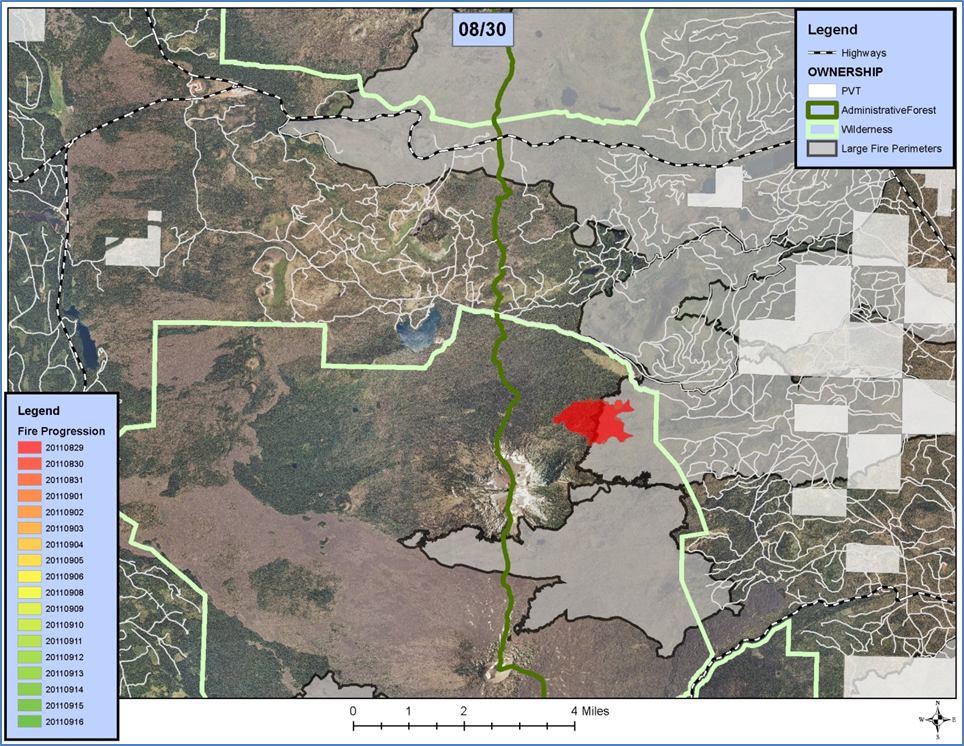 08/30
Legend
Highways
OWNERSHIP
PVT
AdministrativeForest
Wilderness
Large Fire Perimeters
Legend
Fire Progression
20110829
20110830
20110831
20110901
20110902
20110903
20110904
20110905
20110906
20110908
20110909
20110910
20110911
20110912
20110913
20110914
20110915
20110916
0 1 2 4 Miles
N
W E
S